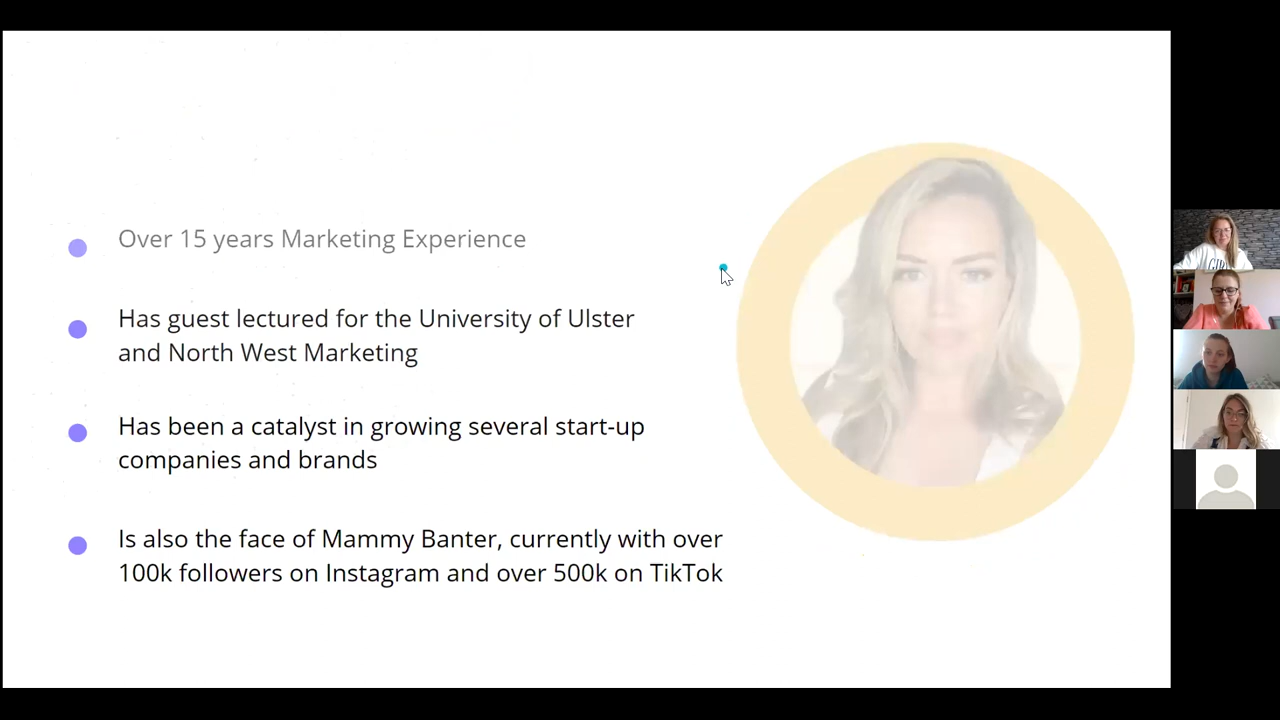 Over 15 years Marketing Experience
Has guest lectured for the University of Ulster
and North West Marketing
Has been a catalyst in growing several start-up
companies and brands
Is also the face of Mammy Banter, currently with over
100k followers on Instagram and over 500k on TikTok